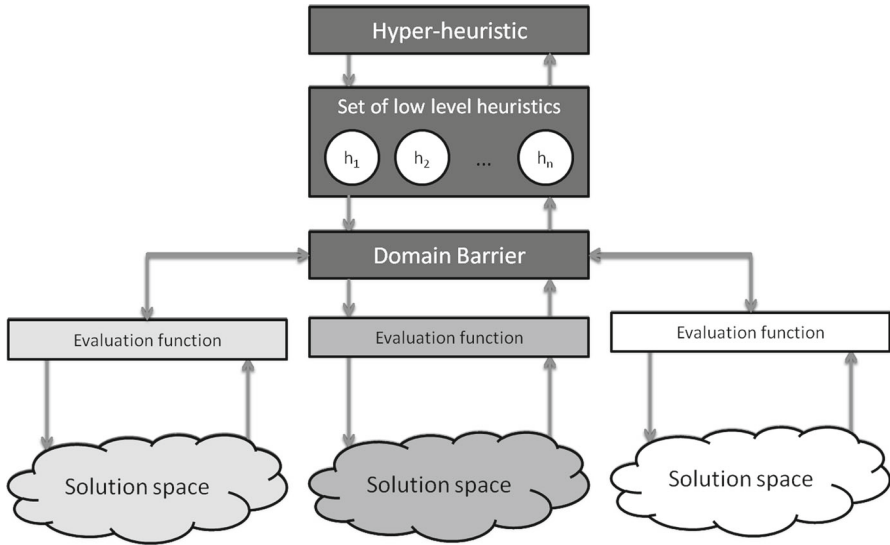 Hyper-heuristic
Set of low level heuristics
h1 h2 ... hn
Domain Barrier
Evaluation function
Evaluation function
Evaluation function
Solution space
Solution space
Solution space